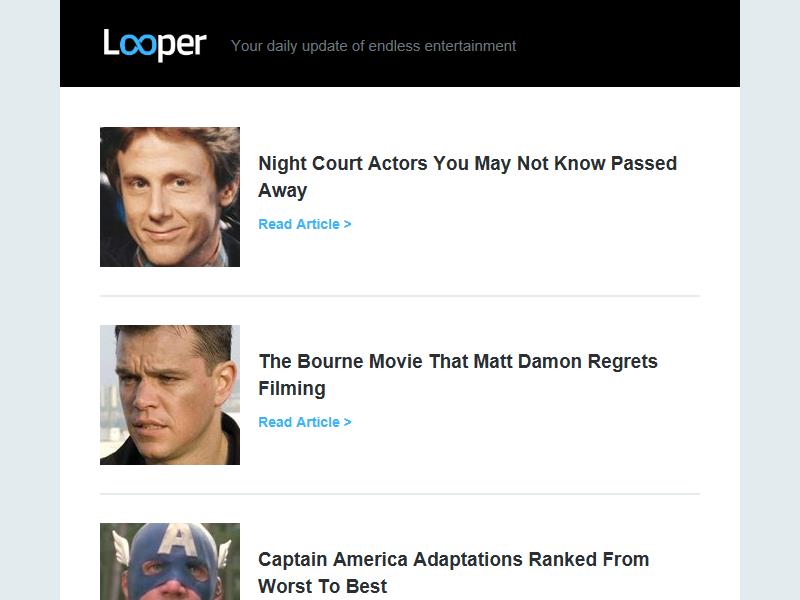 Looper
Your daily update of endless entertainment
Night Court Actors You May Not Know Passed
Away
Read Article >
The Bourne Movie That Matt Damon Regrets
Filming
Read Article >
A
Captain America Adaptations Ranked From
Worst To Best